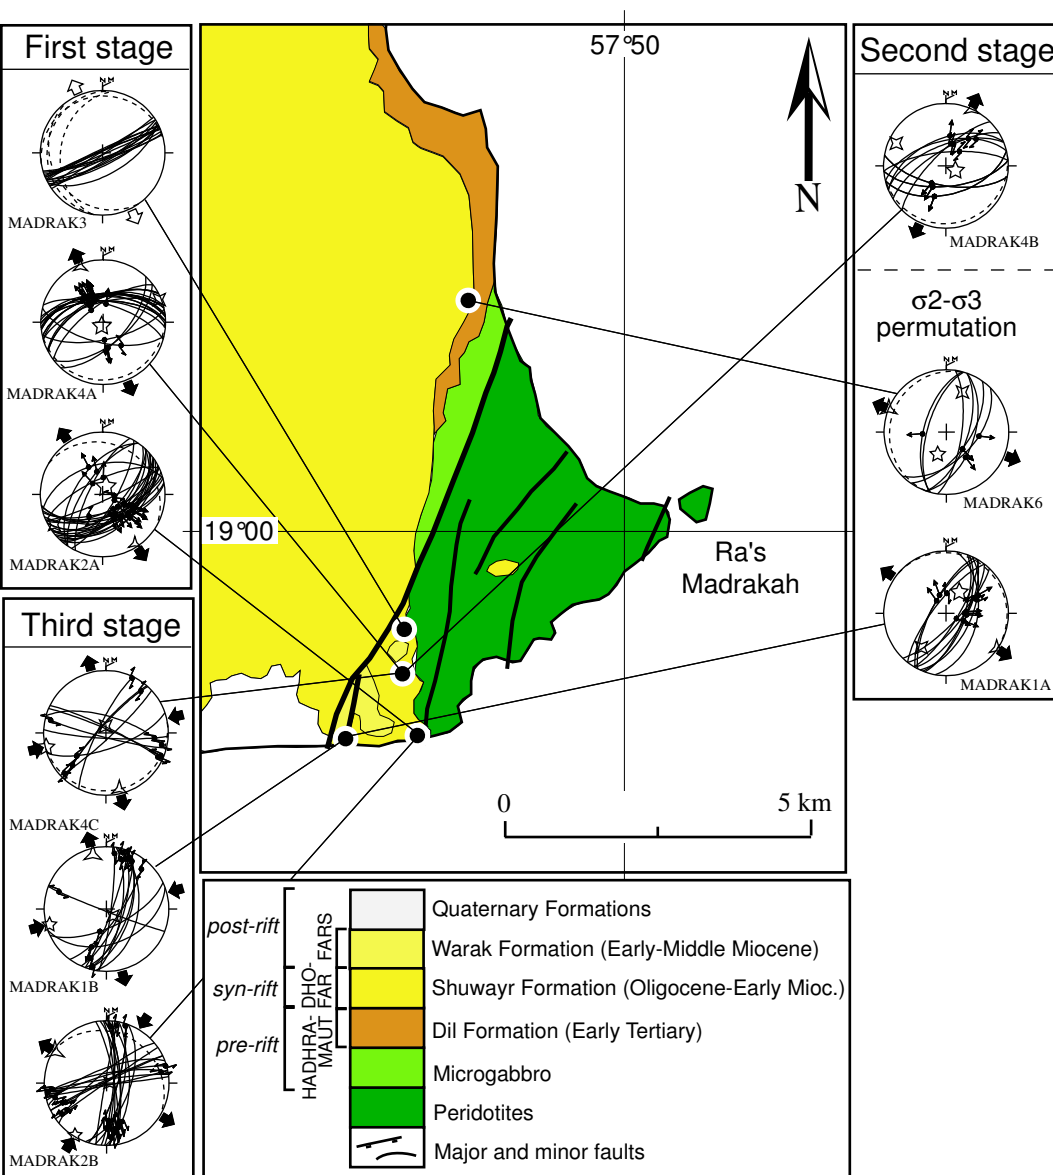 First stage
MADRAK3
MADRAK4A
MADRAK2A
Third stage
MADRAK4C
MADRAK1B
MADRAK2B
57°50
N
19°00
Ra's
Madrakah
0 5 km
Second stage
MADRAK4B
σ2-σ3
permutation
MADRAK6
MADRAK1A
post-rift
syn-rift
pre-rift
FARS
DHO-
FAR
HADHRA-
MAUT
Quaternary Formations
Warak Formation (Early-Middle Miocene)
Shuwayr Formation (Oligocene-Early Mioc.)
Dil Formation (Early Tertiary)
Microgabbro
Peridotites
Major and minor faults